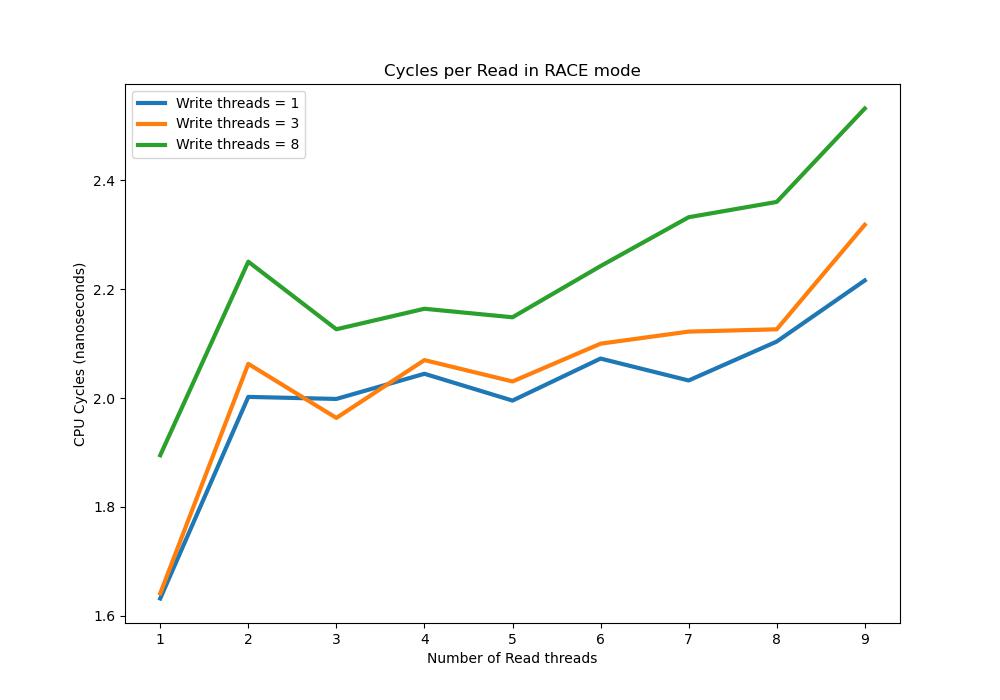 Cycles per Read in RACE mode
Write threads = 1
Write threads = 3
Write threads = 8
CPU Cycles (nanoseconds)
2.4
2.2
2.0
1.8
1.6
1 2 3 4 5 6 7 8 9
Number of Read threads